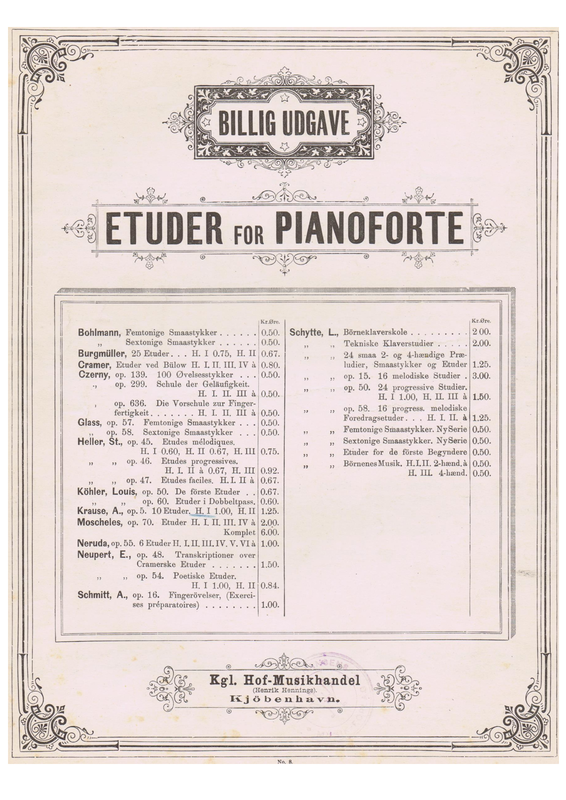 BILLIG UDGAVE
ETUDER FOR PIANOFORTE
Kr.Øre.
Bohlmann, Femtonige Smaastykker . . . . . . 0.50.
„ Sextonige Smaastykker . . . . . 0.50.
Burgmüller, 25 Etuder. . . H. I 0.75, H. II 0.67.
Cramer, Etuder ved Bülow H. I, II, III, IV à 0.80.
Czerny, op. 139. 100 Øvelsesstykker . . . 0.50.
„ op. 299. Schule der Geläufigkeit.
H. I, II. III à 0.50.
„ op. 636. Die Vorschule zur Finger-
fertigkeit . . . . . . . H. I, II, III à 0.50.
Glass, op. 57. Femtonige Smaastykker . . . 0.50.
„ op. 58. Sextonige Smaastykker . . . 0.50.
Heller, St., op. 45. Etudes mélodiques.
H. I 0.60, H. II 0.67, H. III 0.75.
„ „ op. 46. Etudes progressives.
H. I, II à 0.67, H. III 0.92.
„ „ op. 47. Etudes faciles. H. I, II à 0.67.
Köhler, Louis, op. 50. De förste Etuder . . 0.67.
„ „ op. 60. Etuder i Dobbeltpass. 0.60.
Krause, A., op. 5. 10 Etuder. H. I 1.00, H. II 1.25.
Moscheles, op. 70. Etuder H. I, II, III, IV à 2.00.
Komplet 6.00.
Neruda, op. 55. 6 Etuder H. I, II, III, IV, V, VI à 1.00.
Neupert, E., op. 48. Transkriptioner over
Cramerske Etuder . . . . . . . 1.50.
„ „ op. 54. Poetiske Etuder.
H. I 1.00, H. II 0.84.
Schmitt, A., op. 16. Fingerövelser, (Exerci-
ses préparatoires) . . . . . . . . 1.00.
Kr.Øre.
Schytte, L., Börneklaverskole . . . . . . . . . 2 00.
„ „ Tekniske Klaverstudier . . . . . 2.00.
„ „ 24 smaa 2- og 4-hændige Præ-
ludier, Smaastykker og Etuder 1.25.
„ „ op. 15. 16 melodiske Studier . 3.00.
„ „ op. 50. 24 progressive Studier.
H. I 1.00, H, II, III à 1.50.
„ „ op. 58. 16 progress. melodiske
Foredragsetuder . . . H. I, II. à 1.25.
„ „ Femtonige Smaastykker. Ny Serie 0.50.
„ „ Sextonige Smaastykker. Ny Serie 0.50.
„ „ Etuder for de förste Begyndere 0.50.
„ „ Börnenes Musik. H. I. II. 2-hænd. à 0.50.
H. III. 4-hænd. 0.50.
Kgl. Hof-Musikhandel
(Henrik Hennings).
Kjöbenhavn.
No. 8.